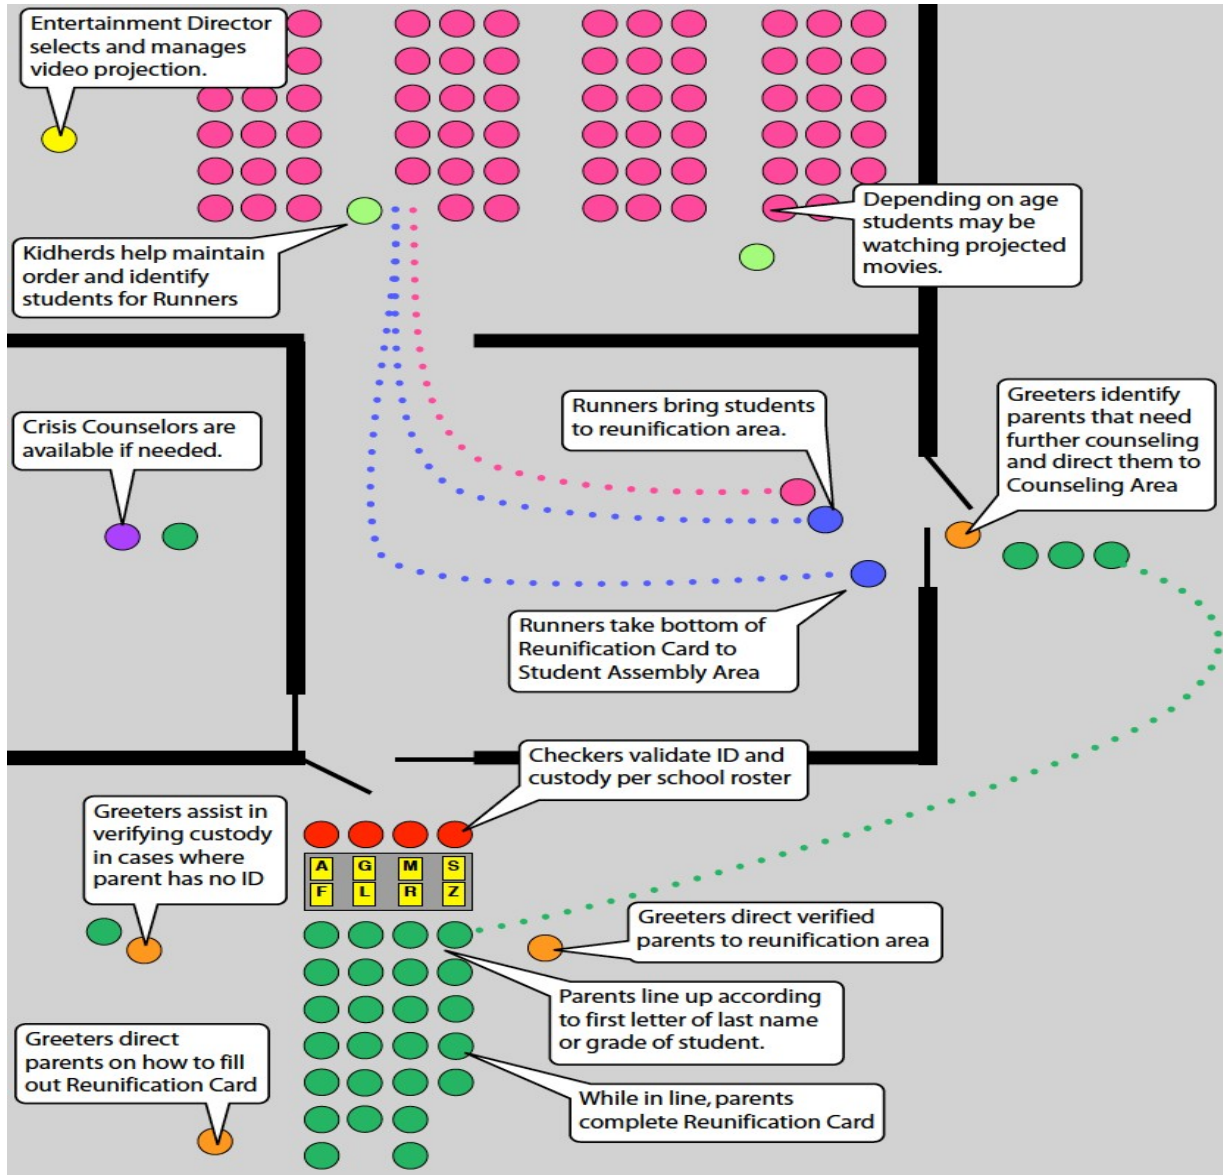 Entertainment Director
selects and manages
video projection.
Depending on age
students may be
watching projected
movies.
Kidherds help maintain
order and identify
students for Runners
Crisis Counselors are
available if needed.
Runners bring students
to reunification area.
Greeters identify
parents that need
further counseling
and direct them to
Counseling Area
Runners take bottom of
Reunification Card to
Student Assembly Area
Checkers validate ID and
custody per school roster
Greeters assist in
verifying custody
in cases where
parent has no ID
A G M S
F L R Z
Greeters direct verified
parents to reunification area
Parents line up according
to first letter of last name
or grade of student.
Greeters direct
parents on how to fill
out Reunification Card
While in line, parents
complete Reunification Card